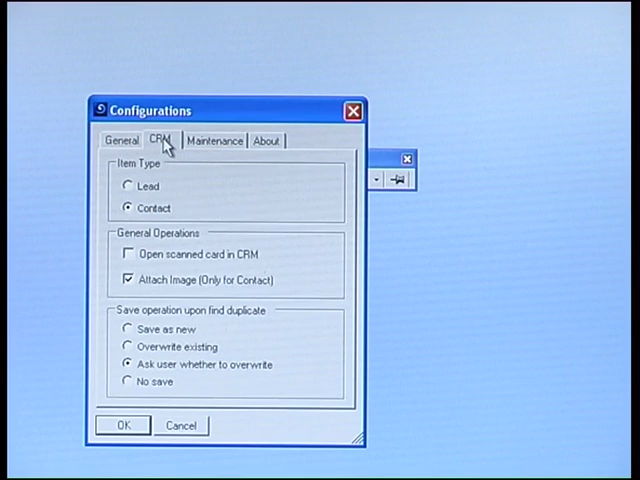 Configurations
General CRM Maintenance About
Item Type
Lead
Contact
General Operations
Open scanned card in CRM
Attach Image (Only for Contact)
Save operation upon find duplicate
Save as new
Overwrite existing
Ask user whether to overwrite
No save
OK Cancel